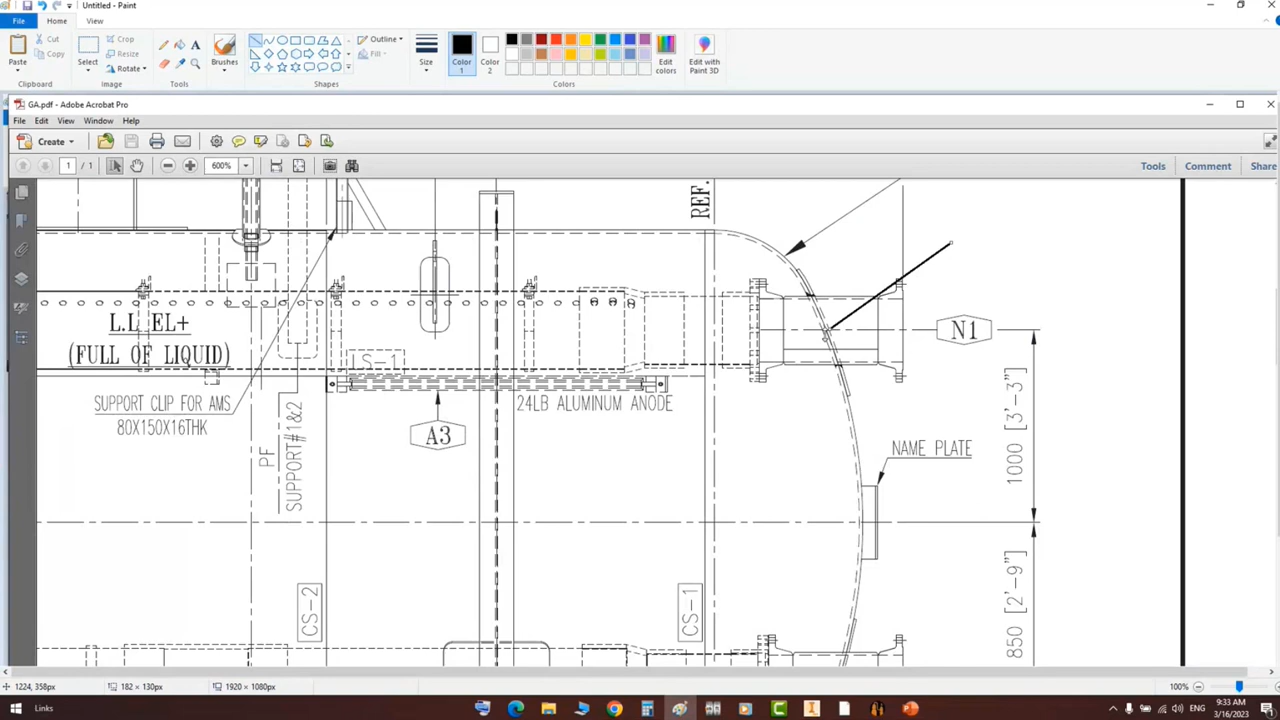 Untitled - Paint
File Home View
Paste Cut Copy
Select Crop Resize Rotate
Brushes
Outline
Fill
Size
Color 1
Color 2
Edit colors
Edit with Paint 3D
Clipboard Image Tools Shapes Colors
GA.pdf - Adobe Acrobat Pro
File Edit View Window Help
Create
1 / 1 600% Tools Comment Share
REF.
L.L EL+
(FULL OF LIQUID)
LS-1
N1
SUPPORT CLIP FOR AMS
80X150X16THK
24LB ALUMINUM ANODE
A3
PF
SUPPORT#1&2
NAME PLATE
1000 [3'-3"]
CS-2
CS-1
850 [2'-9"]
1224, 358px 182 × 130px 1920 × 1080px 100%
Links
9:33 AM
3/16/2023